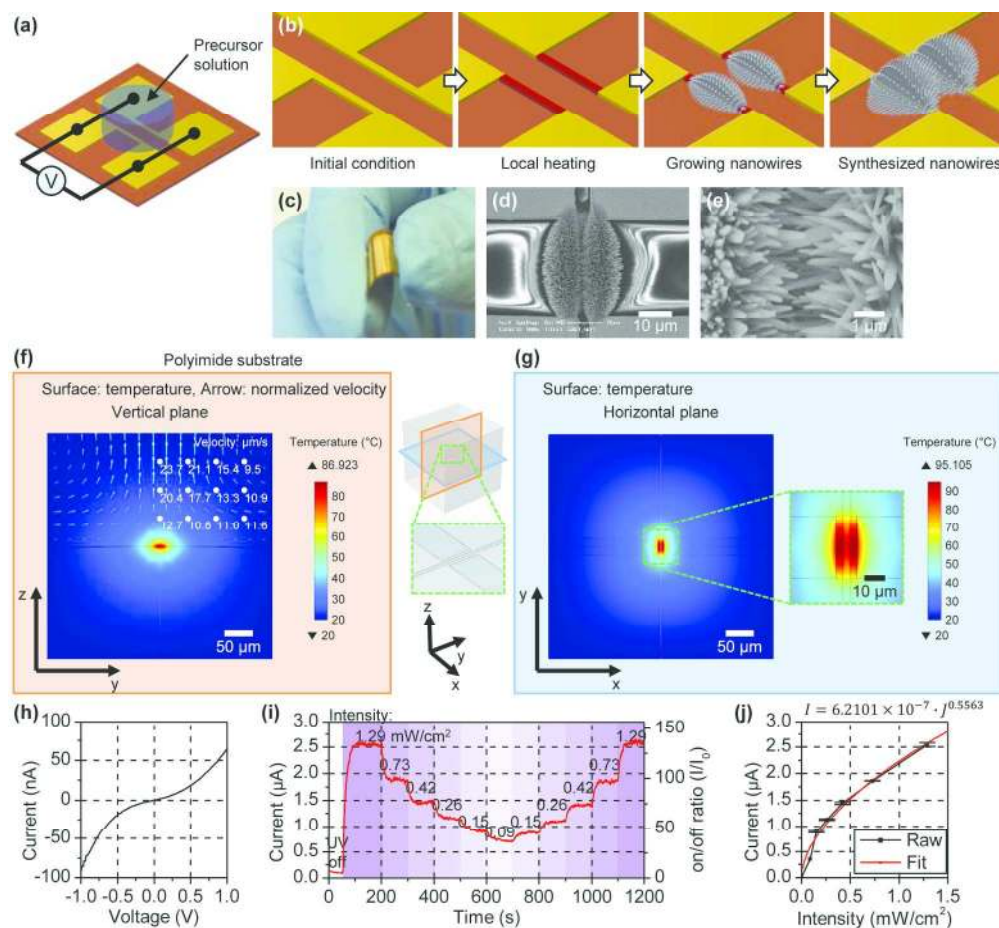 (a)
Precursor
solution
V
(b)
Initial condition
Local heating
Growing nanowires
Synthesized nanowires
(c)
(d)
10 μm
(e)
1 μm
(f)
Polyimide substrate
Surface: temperature, Arrow: normalized velocity
Vertical plane
Velocity: μm/s
23.7 21.1 15.4 9.5
20.4 17.7 13.3 10.9
12.7 10.6 11.0 11.6
Temperature (°C)
86.923
80
70
60
50
40
30
20
20
50 μm
z
y
z
y
x
(g)
Surface: temperature
Horizontal plane
Temperature (°C)
95.105
90
80
70
60
50
40
30
20
20
10 μm
50 μm
y
x
(h)
Current (nA)
100
50
0
-50
-100
-1.0 -0.5 0.0 0.5 1.0
Voltage (V)
(i)
Intensity:
1.29 mW/cm²
0.73
0.42
0.26
0.15
0.09
0.15
0.26
0.42
0.73
1.29
UV
off
Current (μA)
3.0
2.5
2.0
1.5
1.0
0.5
0.0
0 200 400 600 800 1000 1200
Time (s)
on/off ratio (I/I₀)
150
100
50
0
(j)
I = 6.2101 × 10⁻⁷ · J^0.5563
Current (μA)
3.0
2.5
2.0
1.5
1.0
0.5
0.0
Raw
Fit
0.0 0.5 1.0 1.5
Intensity (mW/cm²)